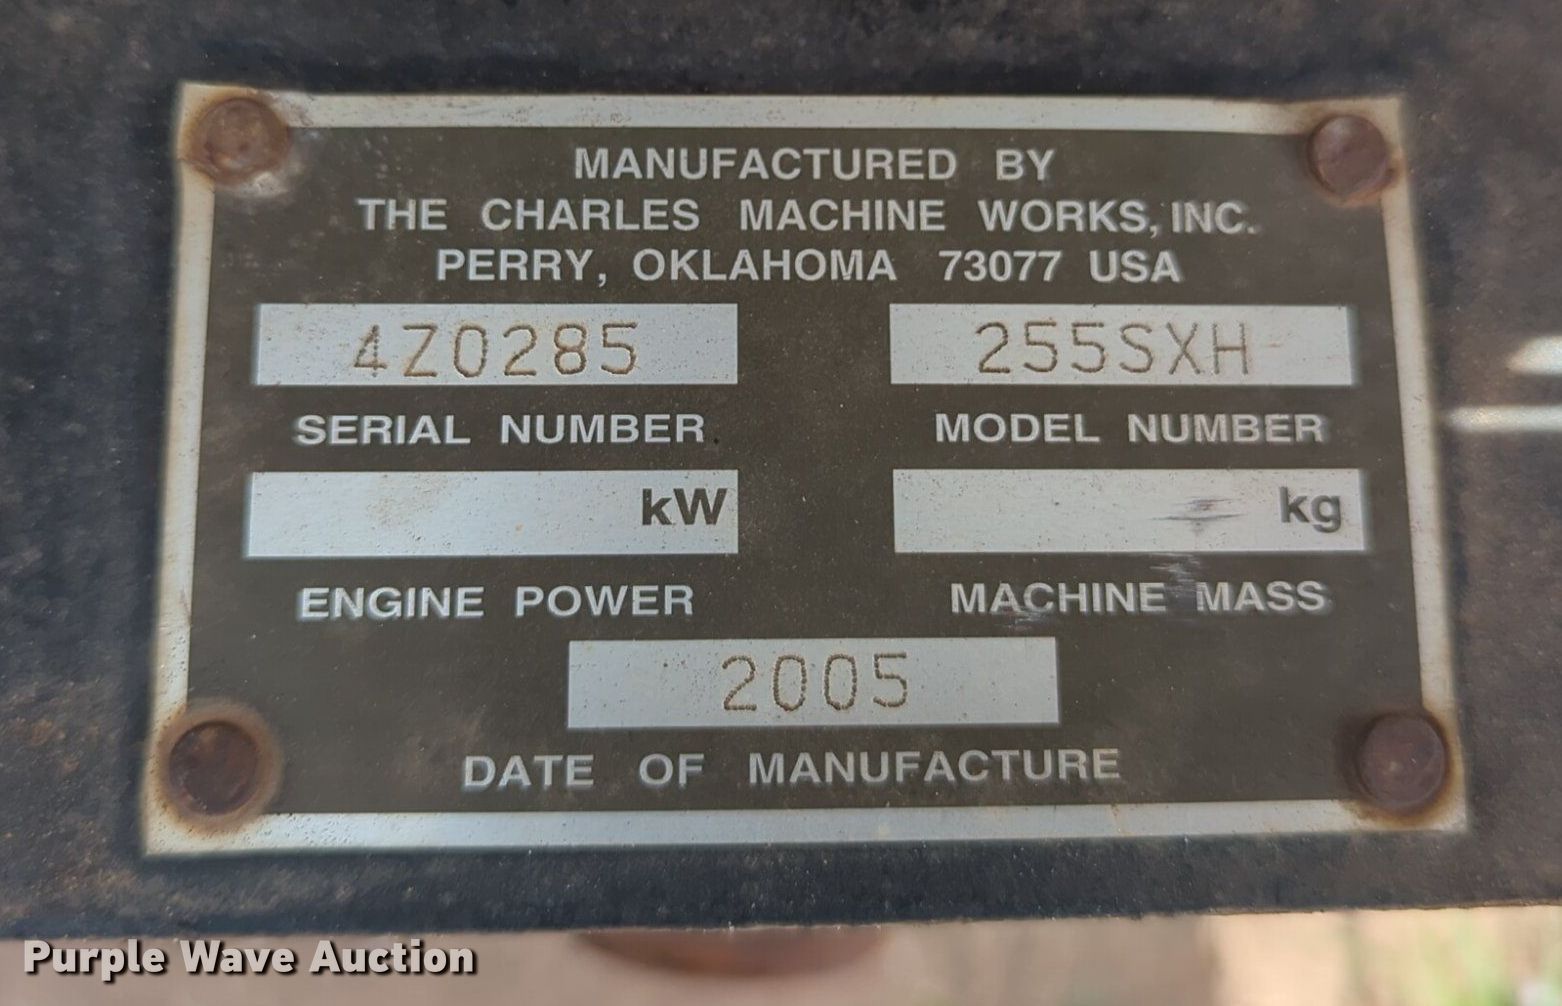 MANUFACTURED BY
THE CHARLES MACHINE WORKS, INC.
PERRY, OKLAHOMA 73077 USA
4Z0285 255SXH
SERIAL NUMBER MODEL NUMBER
kW kg
ENGINE POWER MACHINE MASS
2005
DATE OF MANUFACTURE
Purple Wave Auction